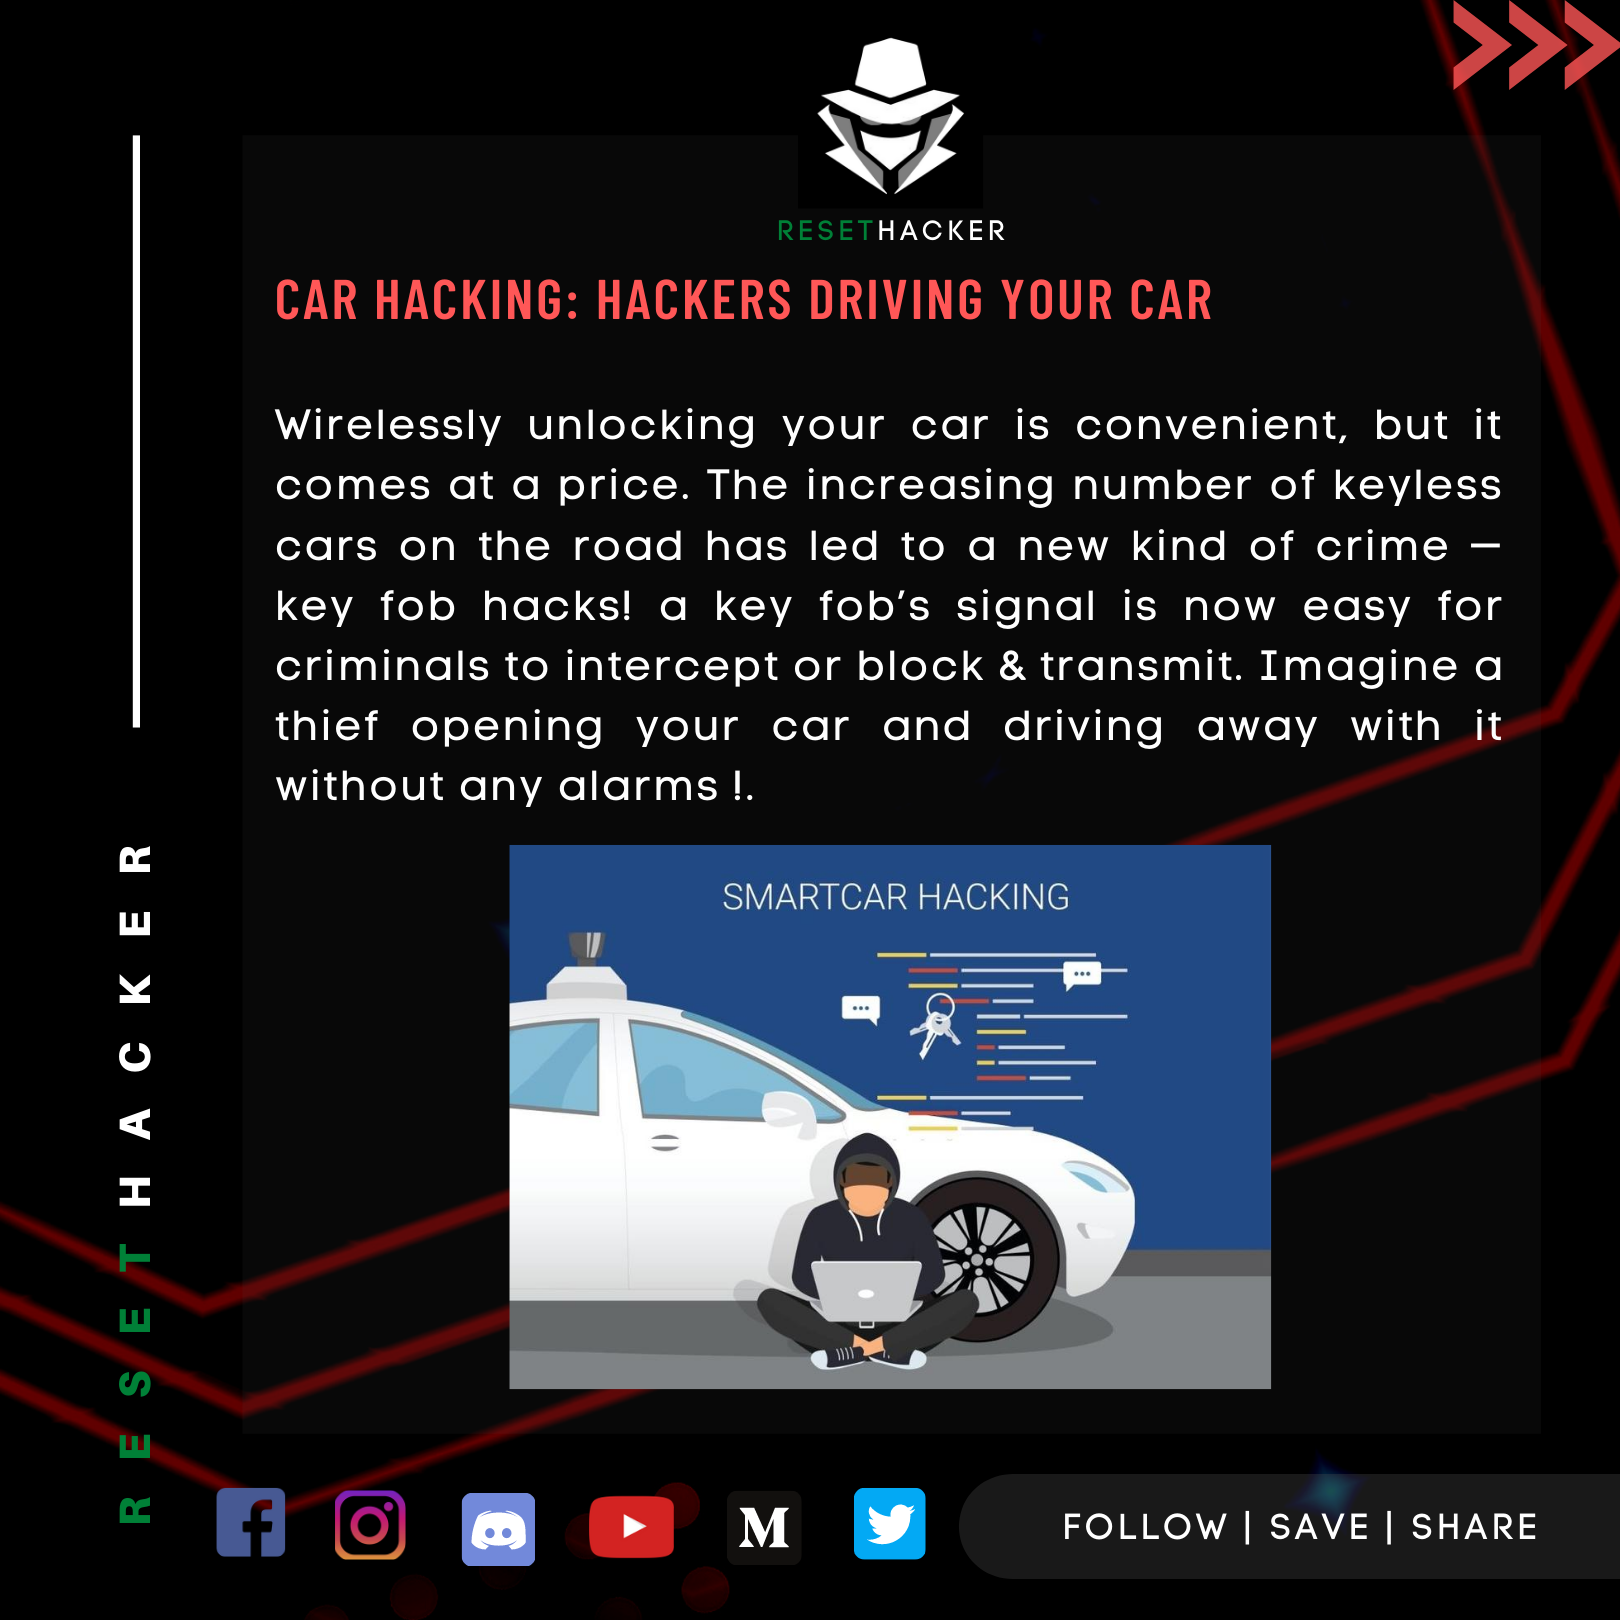 RESETHACKER
CAR HACKING: HACKERS DRIVING YOUR CAR
Wirelessly unlocking your car is convenient, but it
comes at a price. The increasing number of keyless
cars on the road has led to a new kind of crime —
key fob hacks! a key fob’s signal is now easy for
criminals to intercept or block & transmit. Imagine a
thief opening your car and driving away with it
without any alarms !.
SMARTCAR HACKING
RESETHACKER
M
FOLLOW | SAVE | SHARE